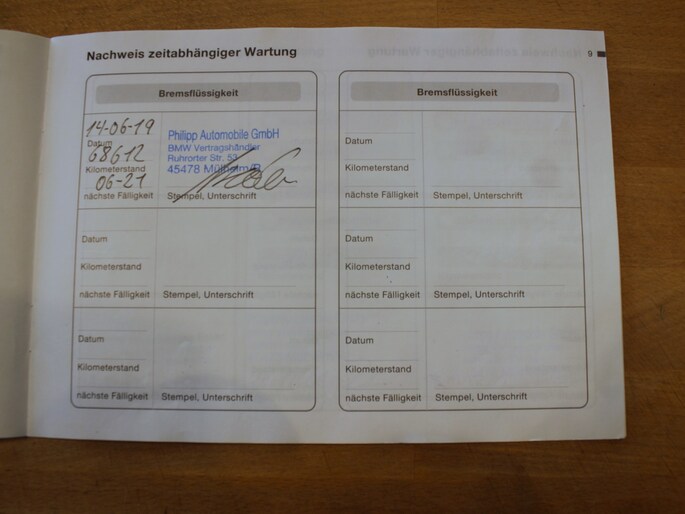 Nachweis zeitabhängiger Wartung
9
Bremsflüssigkeit
14-06-19
Datum
68612
Kilometerstand
06-21
nächste Fälligkeit
Philipp Automobile GmbH
BMW Vertragshändler
Ruhrorter Str. 53
45478 Mülheim/R
Stempel, Unterschrift
Datum
Kilometerstand
nächste Fälligkeit
Stempel, Unterschrift
Datum
Kilometerstand
nächste Fälligkeit
Stempel, Unterschrift
Bremsflüssigkeit
Datum
Kilometerstand
nächste Fälligkeit
Stempel, Unterschrift
Datum
Kilometerstand
nächste Fälligkeit
Stempel, Unterschrift
Datum
Kilometerstand
nächste Fälligkeit
Stempel, Unterschrift